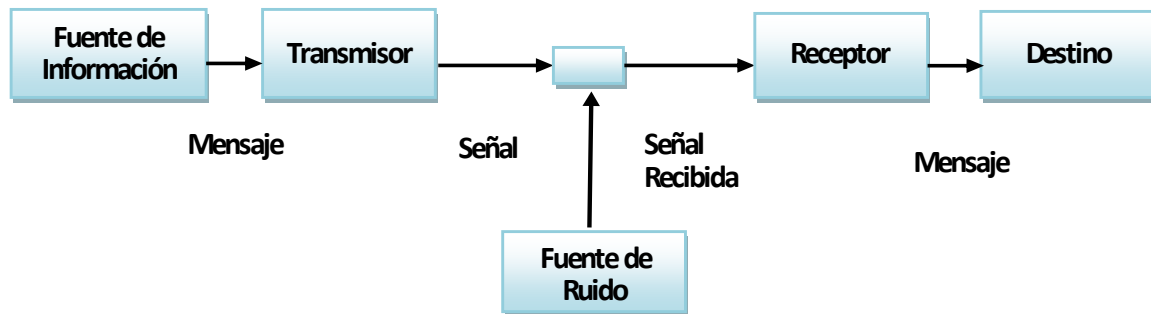 Fuente de
Información
Transmisor
Receptor
Destino
Mensaje
Señal
Señal
Recibida
Mensaje
Fuente de
Ruido